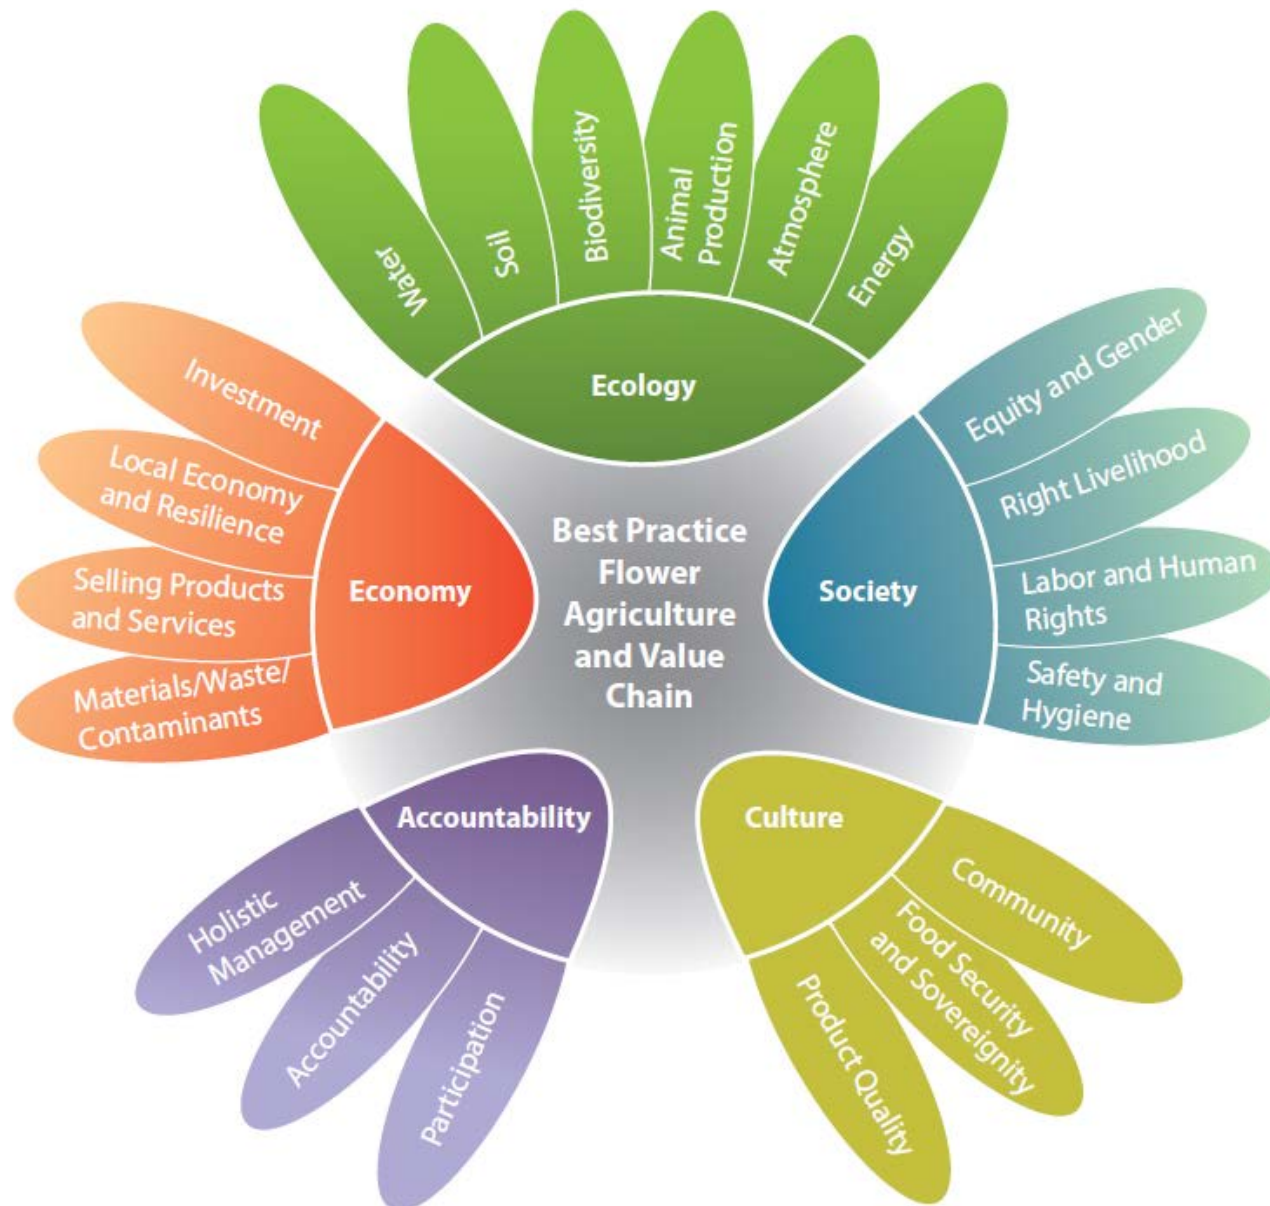 Water
Soil
Biodiversity
Animal
Production
Atmosphere
Energy
Ecology
Investment
Local Economy
and Resilience
Selling Products
and Services
Materials/Waste/
Contaminants
Economy
Best Practice
Flower
Agriculture
and Value
Chain
Society
Equity and Gender
Right Livelihood
Labor and Human
Rights
Safety and
Hygiene
Accountability
Holistic
Management
Accountability
Participation
Culture
Community
Food Security
and Sovereignity
Product Quality